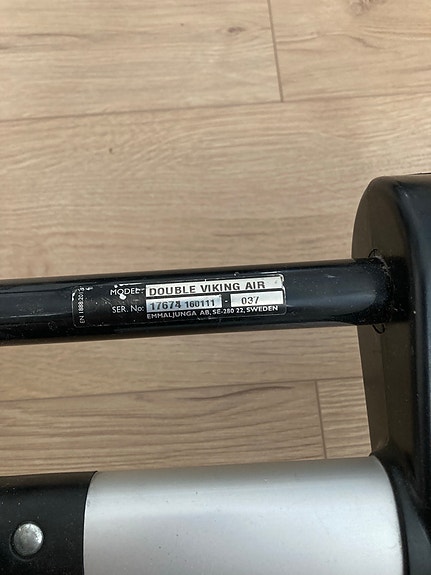 MODEL: DOUBLE VIKING AIR
SER. No: 17674 160111 - 037
EMMALJUNGA AB, SE-280 22, SWEDEN
EN 1888:2012